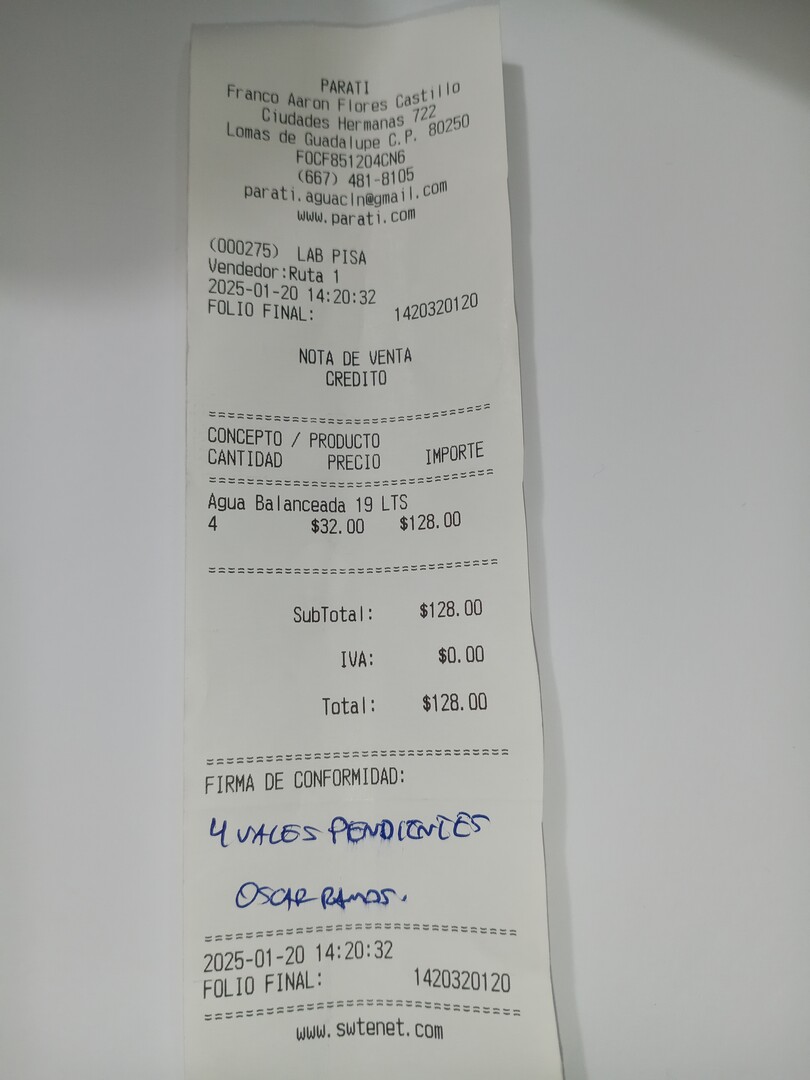 PARATI
Franco Aaron Flores Castillo
Ciudades Hermanas 722
Lomas de Guadalupe C.P. 80250
FOCF851204CN6
(667) 481-8105
parati.aguacln@gmail.com
www.parati.com
(000275) LAB PISA
Vendedor:Ruta 1
2025-01-20 14:20:32
FOLIO FINAL: 1420320120
NOTA DE VENTA
CREDITO
CONCEPTO / PRODUCTO
CANTIDAD PRECIO IMPORTE
Agua Balanceada 19 LTS
4 $32.00 $128.00
SubTotal: $128.00
IVA: $0.00
Total: $128.00
FIRMA DE CONFORMIDAD:
4 VALES PENDIENTES
OSCAR RAMOS.
2025-01-20 14:20:32
FOLIO FINAL: 1420320120
www.swtenet.com